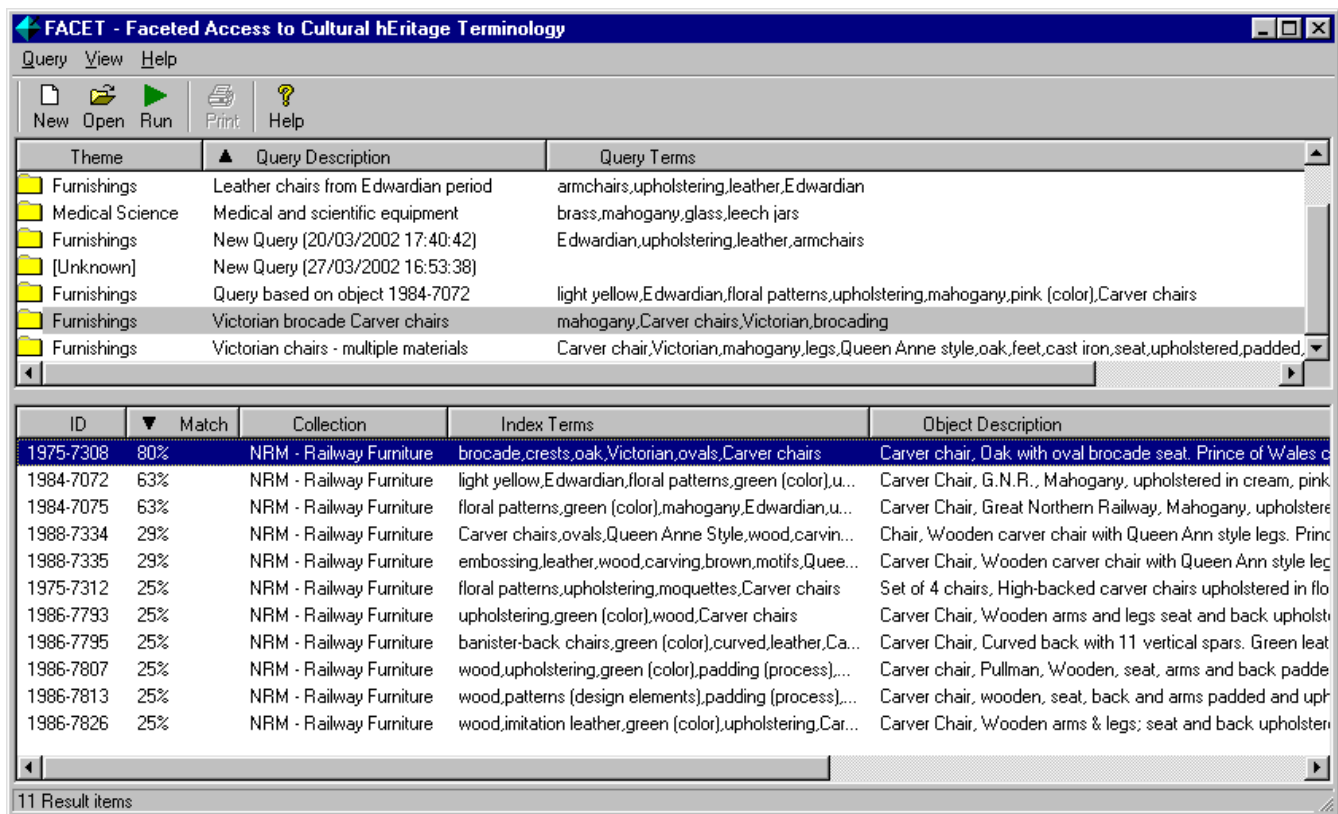 FACET - Faceted Access to Cultural hEritage Terminology
Query View Help
New Open Run Print Help
Theme Query Description Query Terms
Furnishings Leather chairs from Edwardian period armchairs,upholstering,leather,Edwardian
Medical Science Medical and scientific equipment brass,mahogany,glass,leech jars
Furnishings New Query (20/03/2002 17:40:42) Edwardian,upholstering,leather,armchairs
[Unknown] New Query (27/03/2002 16:53:38)
Furnishings Query based on object 1984-7072 light yellow,Edwardian,floral patterns,upholstering,mahogany,pink (color),Carver chairs
Furnishings Victorian brocade Carver chairs mahogany,Carver chairs,Victorian,brocading
Furnishings Victorian chairs - multiple materials Carver chair,Victorian,mahogany,legs,Queen Anne style,oak,feet,cast iron,seat,upholstered,padded,
ID Match Collection Index Terms Object Description
1975-7308 80% NRM - Railway Furniture brocade,crests,oak,Victorian,ovals,Carver chairs Carver chair, Oak with oval brocade seat. Prince of Wales c
1984-7072 63% NRM - Railway Furniture light yellow,Edwardian,floral patterns,green (color),u... Carver Chair, G.N.R., Mahogany, upholstered in cream, pink
1984-7075 63% NRM - Railway Furniture floral patterns,green (color),mahogany,Edwardian,u... Carver Chair, Great Northern Railway, Mahogany, upholstere
1988-7334 29% NRM - Railway Furniture Carver chairs,ovals,Queen Anne Style,wood,carvin... Chair, Wooden carver chair with Queen Ann style legs. Princ
1988-7335 29% NRM - Railway Furniture embossing,leather,wood,carving,brown,motifs,Quee... Carver Chair, Wooden carver chair with Queen Ann style leg
1975-7312 25% NRM - Railway Furniture floral patterns,upholstering,moquettes,Carver chairs Set of 4 chairs, High-backed carver chairs upholstered in flo
1986-7793 25% NRM - Railway Furniture upholstering,green (color),wood,Carver chairs Carver Chair, Wooden arms and legs seat and back upholst
1986-7795 25% NRM - Railway Furniture banister-back chairs,green (color),curved,leather,Ca... Carver Chair, Curved back with 11 vertical spars. Green leat
1986-7807 25% NRM - Railway Furniture wood,upholstering,green (color),padding (process),... Carver chair, Pullman, Wooden, seat, arms and back padde
1986-7813 25% NRM - Railway Furniture wood,patterns (design elements),padding (process),... Carver chair, wooden, seat, back and arms padded and uph
1986-7826 25% NRM - Railway Furniture wood,imitation leather,green (color),upholstering,Car... Carver Chair, Wooden arms & legs; seat and back upholster
11 Result items